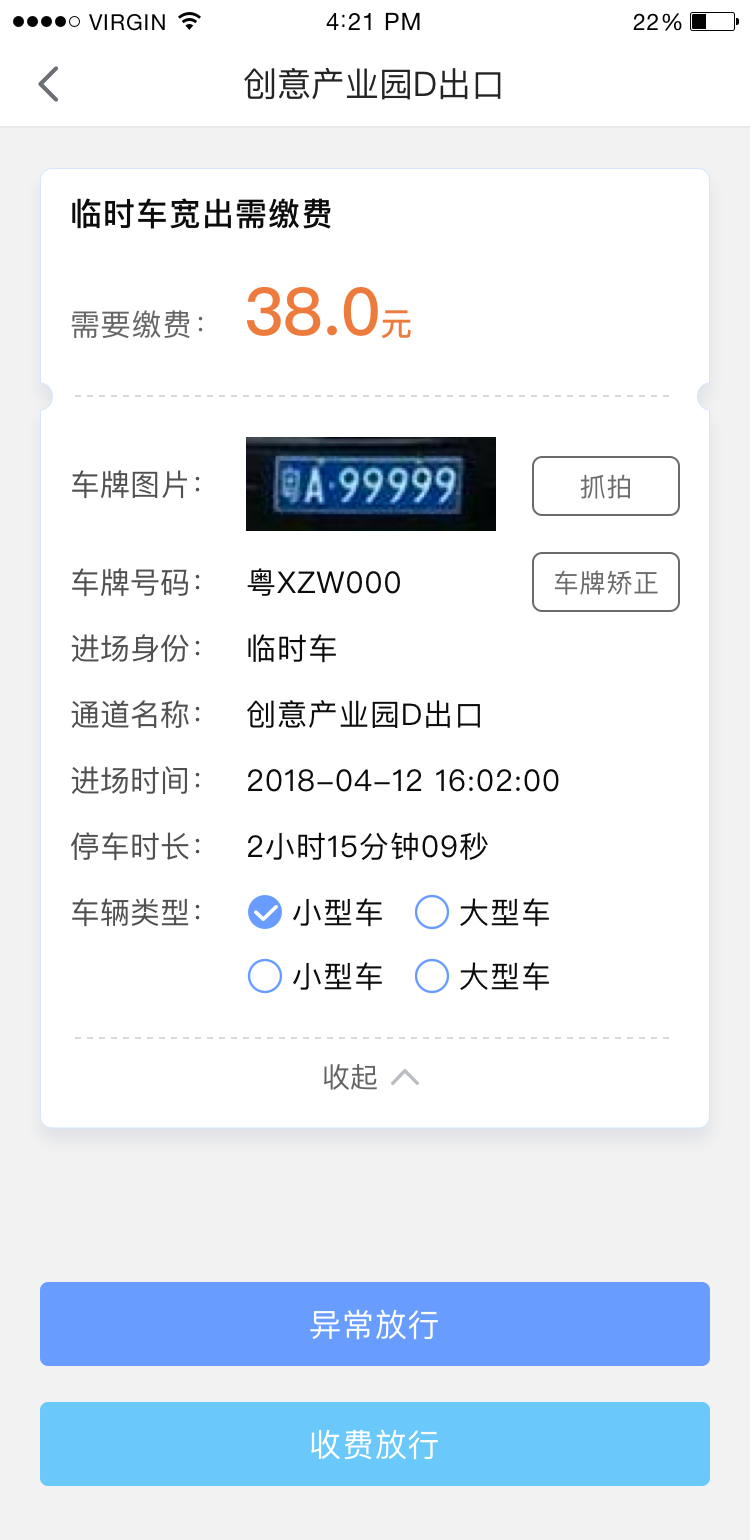 VIRGIN 4:21 PM 22%
创意产业园D出口
临时车宽出需缴费
需要缴费： 38.0元
车牌图片： 粤A·99999 抓拍
车牌号码： 粤XZW000 车牌矫正
进场身份： 临时车
通道名称： 创意产业园D出口
进场时间： 2018-04-12 16:02:00
停车时长： 2小时15分钟09秒
车辆类型： 小型车 大型车
小型车 大型车
收起
异常放行
收费放行